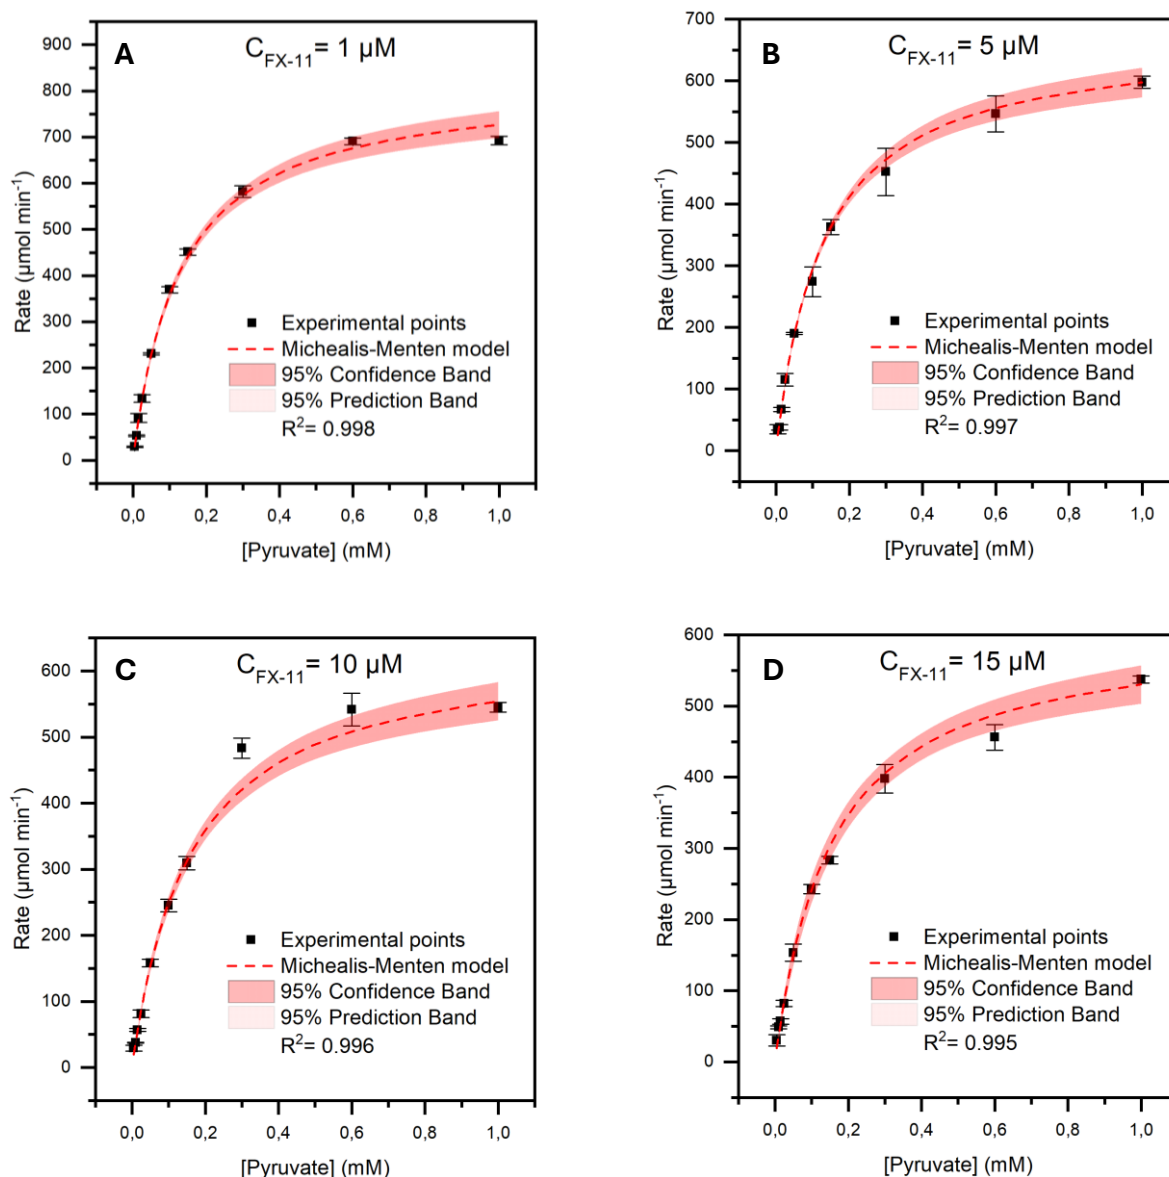 A
C_FX-11= 1 µM
900
800
700
600
500
400
300
200
100
0
Rate (µmol min⁻¹)
Experimental points
Michealis-Menten model
95% Confidence Band
95% Prediction Band
R²= 0.998
0,0 0,2 0,4 0,6 0,8 1,0
[Pyruvate] (mM)
B
C_FX-11= 5 µM
700
600
500
400
300
200
100
0
Rate (µmol min⁻¹)
Experimental points
Michealis-Menten model
95% Confidence Band
95% Prediction Band
R²= 0.997
0,0 0,2 0,4 0,6 0,8 1,0
[Pyruvate] (mM)
C
C_FX-11= 10 µM
600
500
400
300
200
100
0
Rate (µmol min⁻¹)
Experimental points
Michealis-Menten model
95% Confidence Band
95% Prediction Band
R²= 0.996
0,0 0,2 0,4 0,6 0,8 1,0
[Pyruvate] (mM)
D
C_FX-11= 15 µM
600
500
400
300
200
100
0
Rate (µmol min⁻¹)
Experimental points
Michealis-Menten model
95% Confidence Band
95% Prediction Band
R²= 0.995
0,0 0,2 0,4 0,6 0,8 1,0
[Pyruvate] (mM)